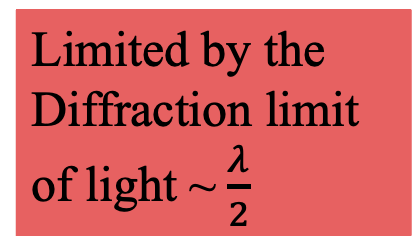 Limited by the
Diffraction limit
of light ~ λ/2